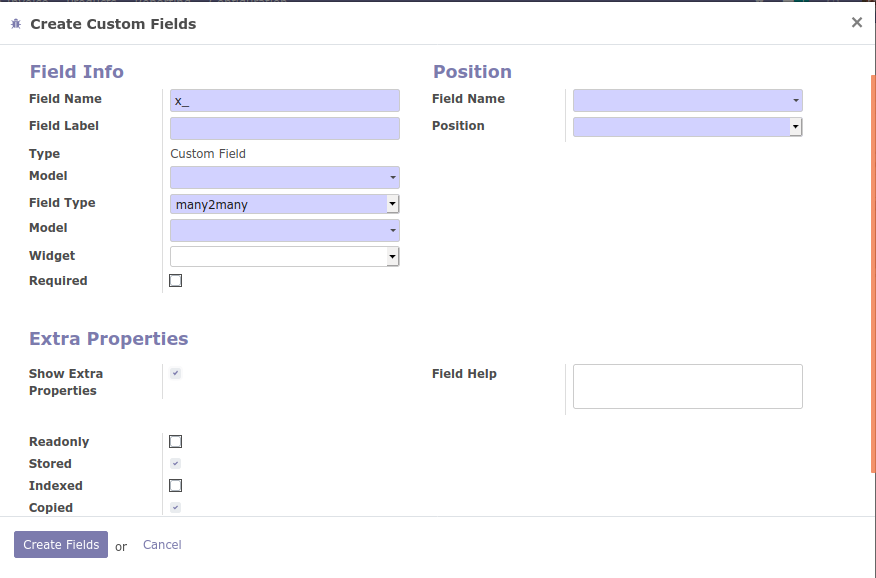 Create Custom Fields
×
Field Info
Field Name x_
Field Label
Type Custom Field
Model
Field Type many2many
Model
Widget
Required
Position
Field Name
Position
Extra Properties
Show Extra
Properties
Field Help
Readonly
Stored
Indexed
Copied
Create Fields or Cancel